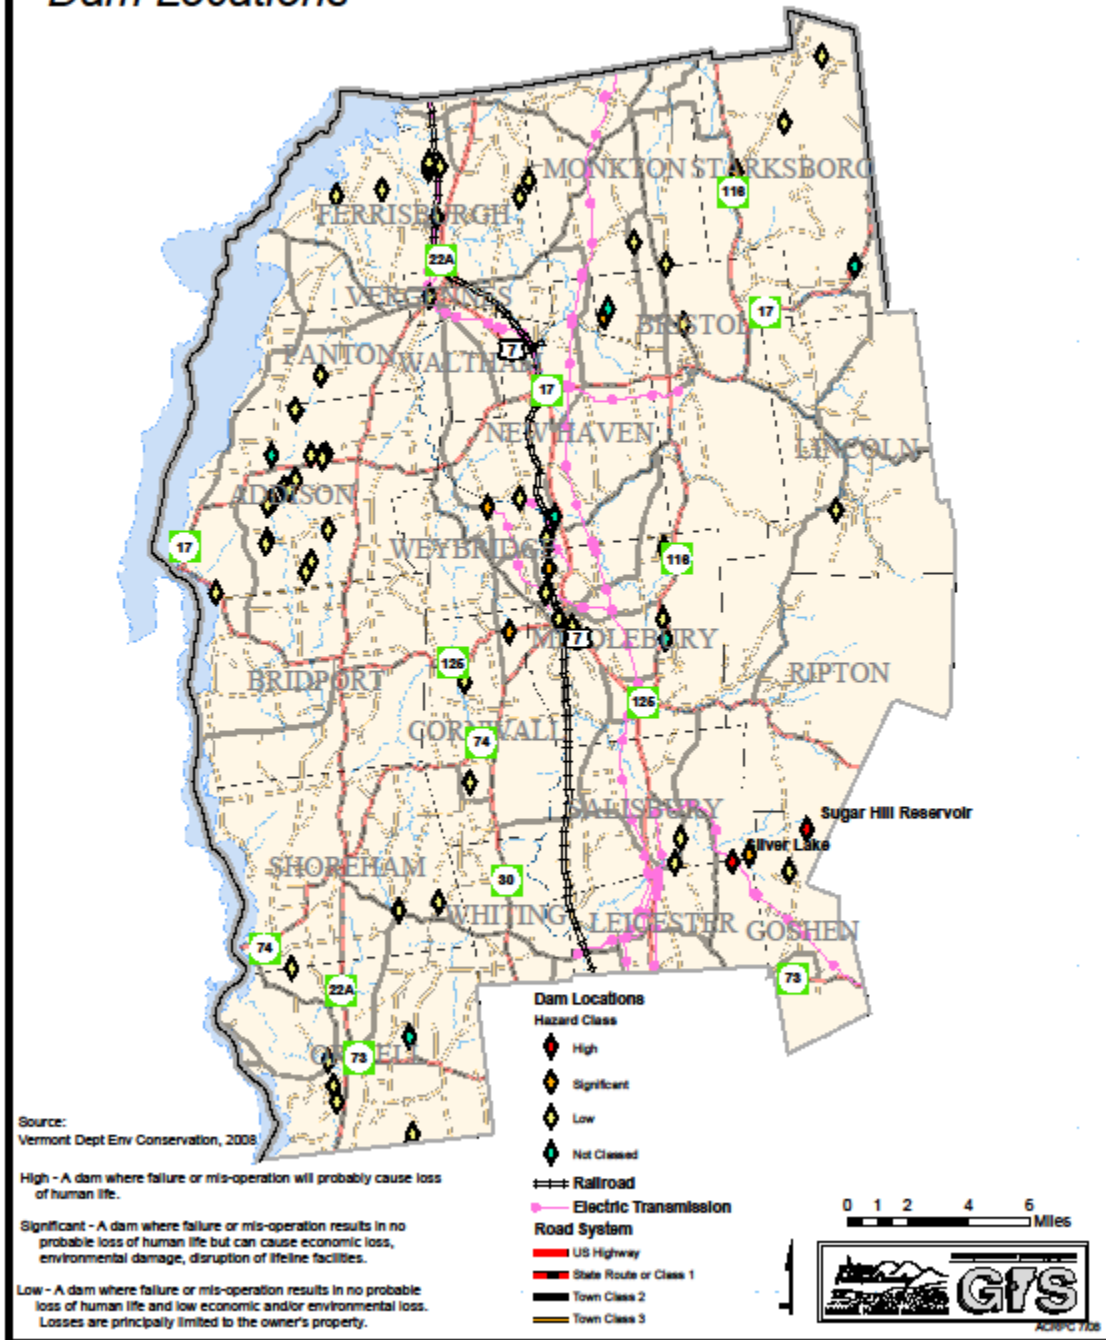 Dam Locations
MONKTON STARKSBORO
116
FERRISBURGH
22A
VERGENNES
17
BRISTOL
PANTON
WALTHAM
7
17
NEW HAVEN
LINCOLN
ADDISON
17
WEYBRIDGE
116
7
MIDDLEBURY
125
RIPTON
BRIDPORT
125
CORNWALL
74
SALISBURY
Sugar Hill Reservoir
Silver Lake
SHOREHAM
30
WHITING
LEICESTER
GOSHEN
74
22A
73
ORWELL
73
Dam Locations
Hazard Class
High
Significant
Low
Not Classed
Railroad
Electric Transmission
Road System
US Highway
State Route or Class 1
Town Class 2
Town Class 3
Source:
Vermont Dept Env Conservation, 2008
High - A dam where failure or mis-operation will probably cause loss
of human life.
Significant - A dam where failure or mis-operation results in no
probable loss of human life but can cause economic loss,
environmental damage, disruption of lifeline facilities.
Low - A dam where failure or mis-operation results in no probable
loss of human life and low economic and/or environmental loss.
Losses are principally limited to the owner's property.
0 1 2 4 6
Miles
GIS
ACRPC 7/08